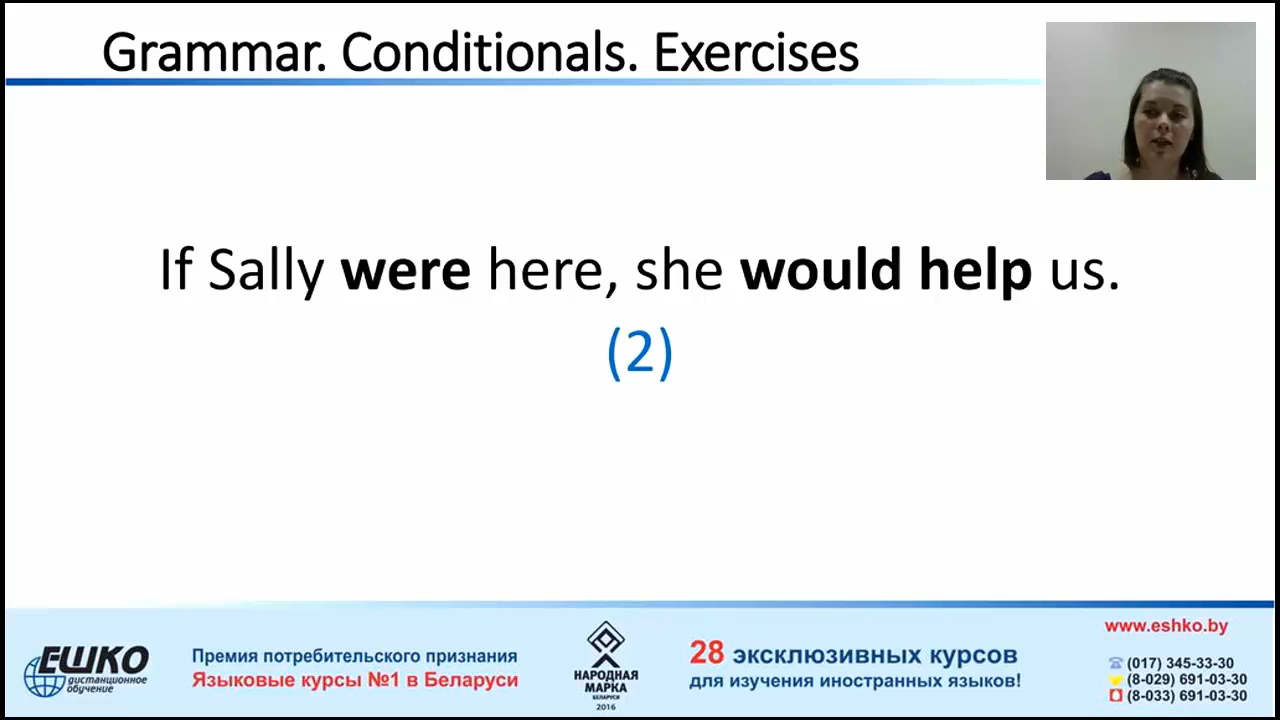 Grammar. Conditionals. Exercises
If Sally were here, she would help us.
(2)
ЕШКО
дистанционное
обучение
Премия потребительского признания
Языковые курсы №1 в Беларуси
НАРОДНАЯ
МАРКА
БЕЛАРУСИ
2016
28 эксклюзивных курсов
для изучения иностранных языков!
www.eshko.by
(017) 345-33-30
(8-029) 691-03-30
(8-033) 691-03-30